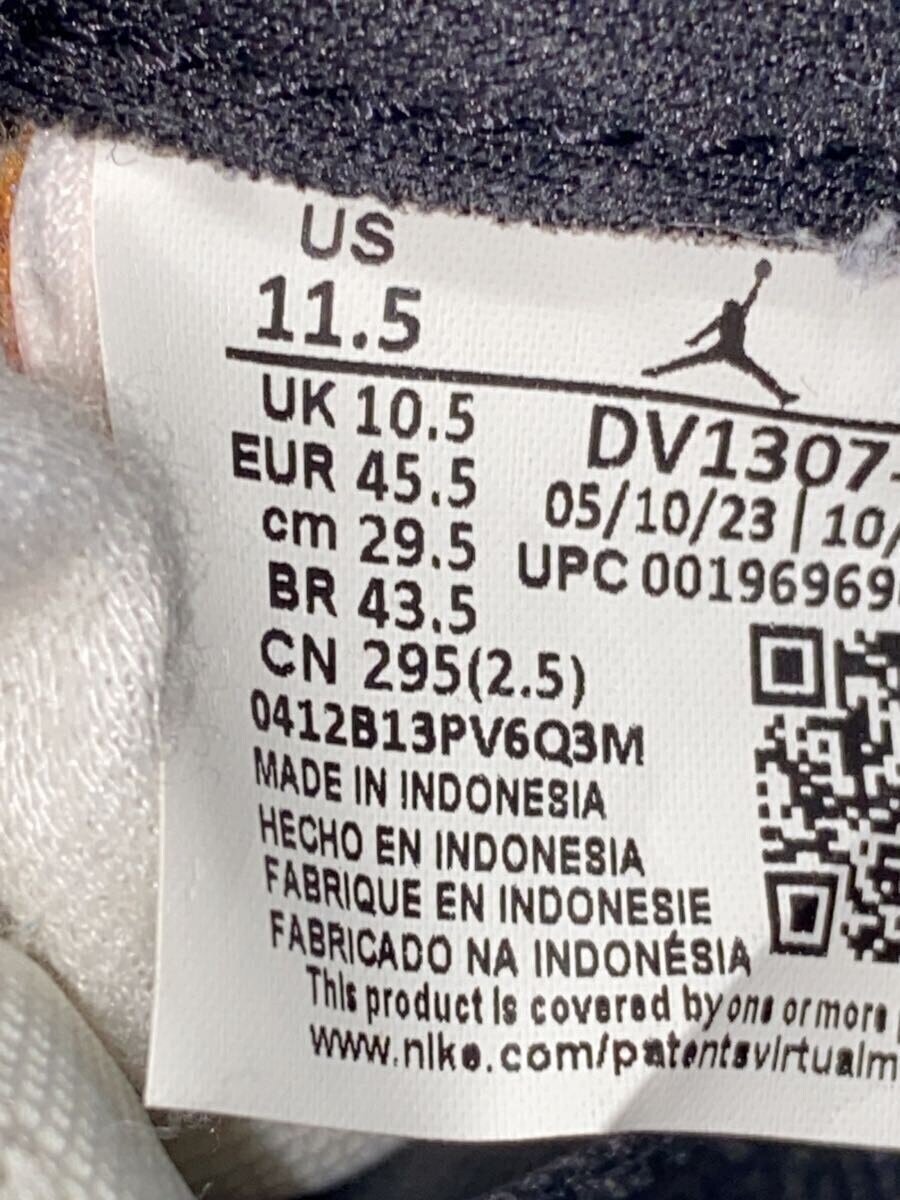 US
11.5
UK 10.5
EUR 45.5
cm 29.5
BR 43.5
CN 295(2.5)
0412B13PV6Q3M
DV1307-
05/10/23 | 10/
UPC 00196969
MADE IN INDONESIA
HECHO EN INDONESIA
FABRIQUE EN INDONESIE
FABRICADO NA INDONÉSIA
This product is covered by one or more
www.nike.com/patentsvirtualm